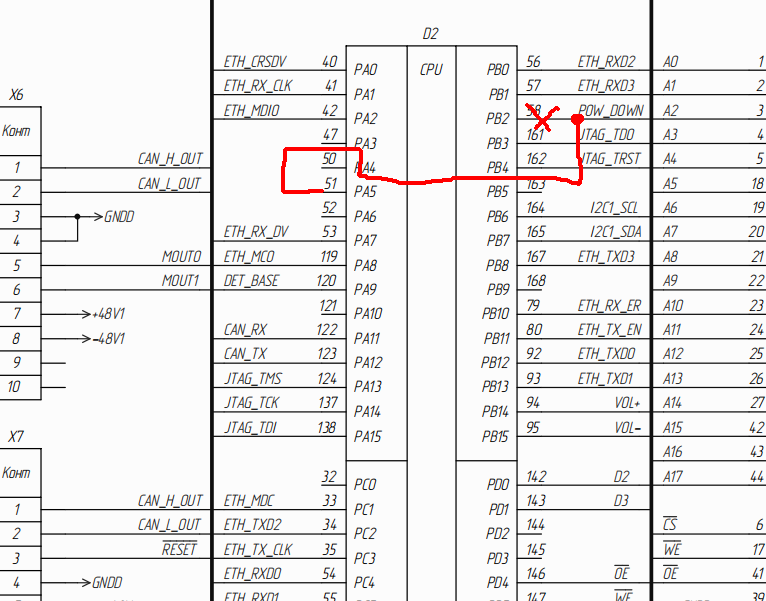 D2
CPU
ETH_CRSDV 40 PA0 PB0 56 ETH_RXD2 A0 1
ETH_RX_CLK 41 PA1 PB1 57 ETH_RXD3 A1 2
X6
ETH_MDIO 42 PA2 PB2 58 POW_DOWN A2 3
Конт
47 PA3 PB3 161 JTAG_TDO A3 4
1 CAN_H_OUT 50 PA4 PB4 162 JTAG_TRST A4 5
2 CAN_L_OUT 51 PA5 PB5 163 A5 18
3 GNDD 52 PA6 PB6 164 I2C1_SCL A6 19
4 ETH_RX_DV 53 PA7 PB7 165 I2C1_SDA A7 20
5 MOUT0 ETH_MCO 119 PA8 PB8 167 ETH_TXD3 A8 21
6 MOUT1 DET_BASE 120 PA9 PB9 168 A9 22
7 +48V1 121 PA10 PB10 79 ETH_RX_ER A10 23
8 -48V1 CAN_RX 122 PA11 PB11 80 ETH_TX_EN A11 24
9 CAN_TX 123 PA12 PB12 92 ETH_TXD0 A12 25
10 JTAG_TMS 124 PA13 PB13 93 ETH_TXD1 A13 26
JTAG_TCK 137 PA14 PB14 94 VOL+ A14 27
X7
JTAG_TDI 138 PA15 PB15 95 VOL- A15 42
A16 43
Конт
32 PC0 PD0 142 D2 A17 44
1 CAN_H_OUT ETH_MDC 33 PC1 PD1 143 D3
2 CAN_L_OUT ETH_TXD2 34 PC2 PD2 144 CS 6
3 RESET ETH_TX_CLK 35 PC3 PD3 145 WE 17
4 GNDD ETH_RXD0 54 PC4 PD4 146 OE OE 41
ETH_RXD1 55 147 WE 39